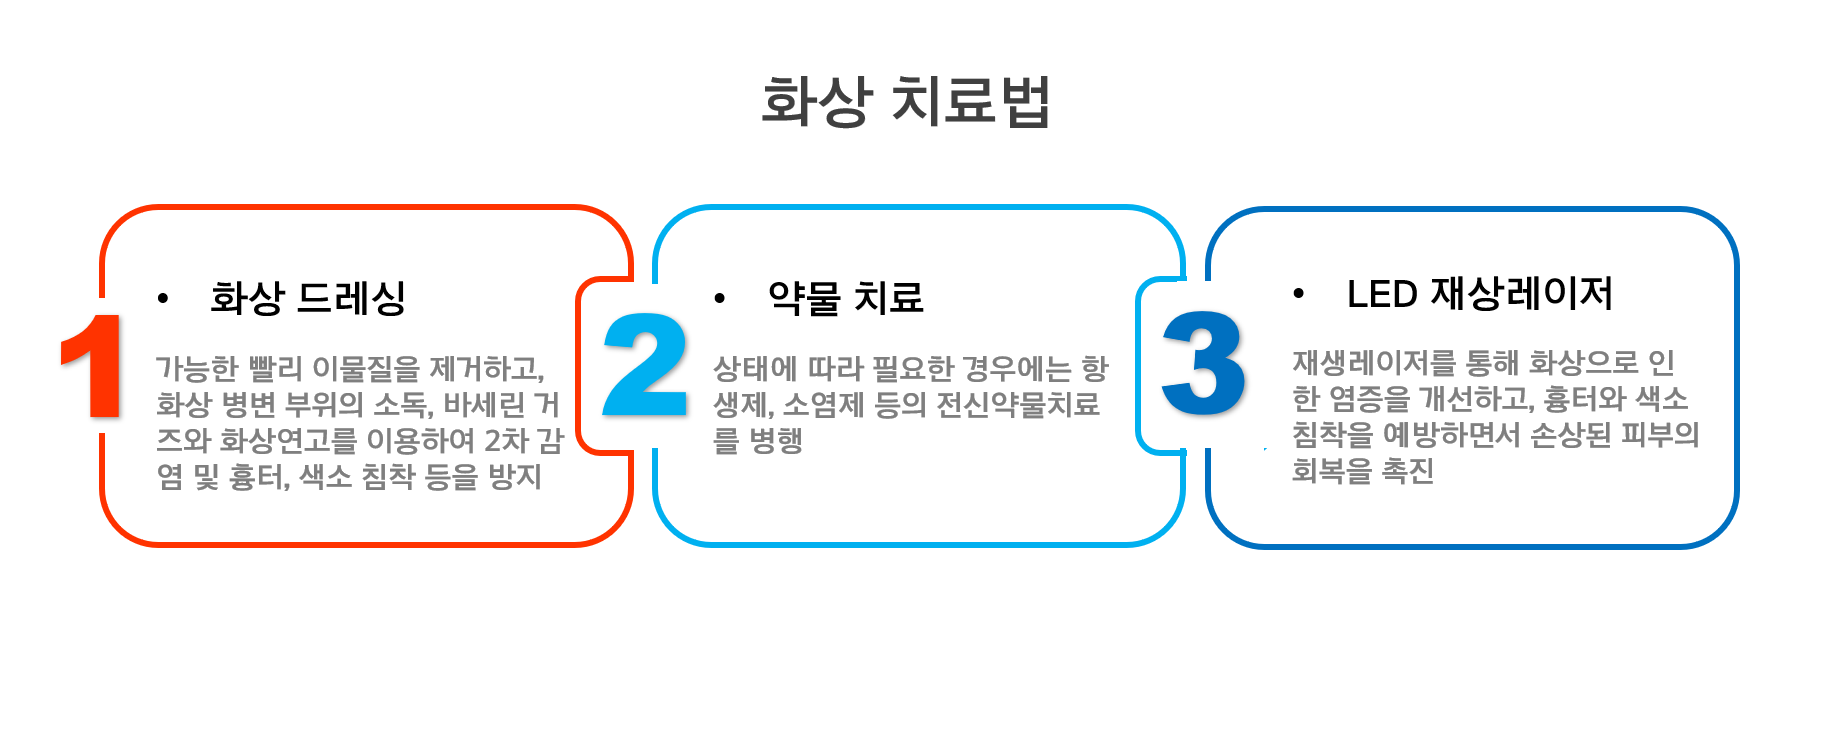 화상 치료법
1
• 화상 드레싱
가능한 빨리 이물질을 제거하고,
화상 병변 부위의 소독, 바세린 거
즈와 화상연고를 이용하여 2차 감
염 및 흉터, 색소 침착 등을 방지
2
• 약물 치료
상태에 따라 필요한 경우에는 항
생제, 소염제 등의 전신약물치료
를 병행
3
• LED 재상레이저
재생레이저를 통해 화상으로 인
한 염증을 개선하고, 흉터와 색소
침착을 예방하면서 손상된 피부의
회복을 촉진